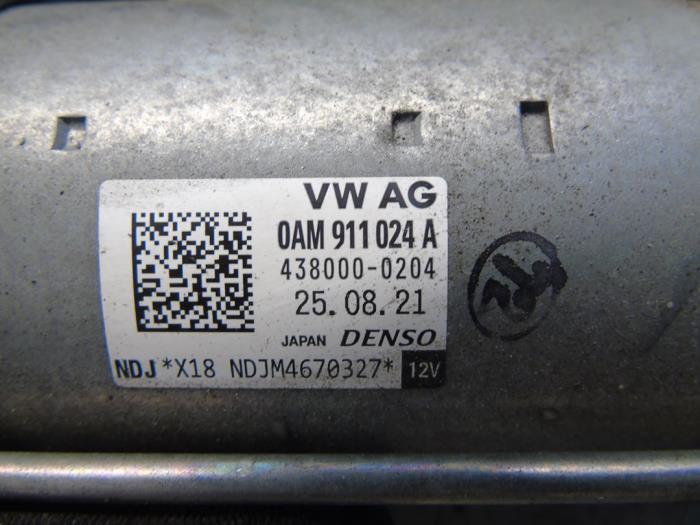 VW AG
0AM 911 024 A
438000-0204
25.08.21
JAPAN DENSO
NDJ *X18 NDJM4670327* 12V